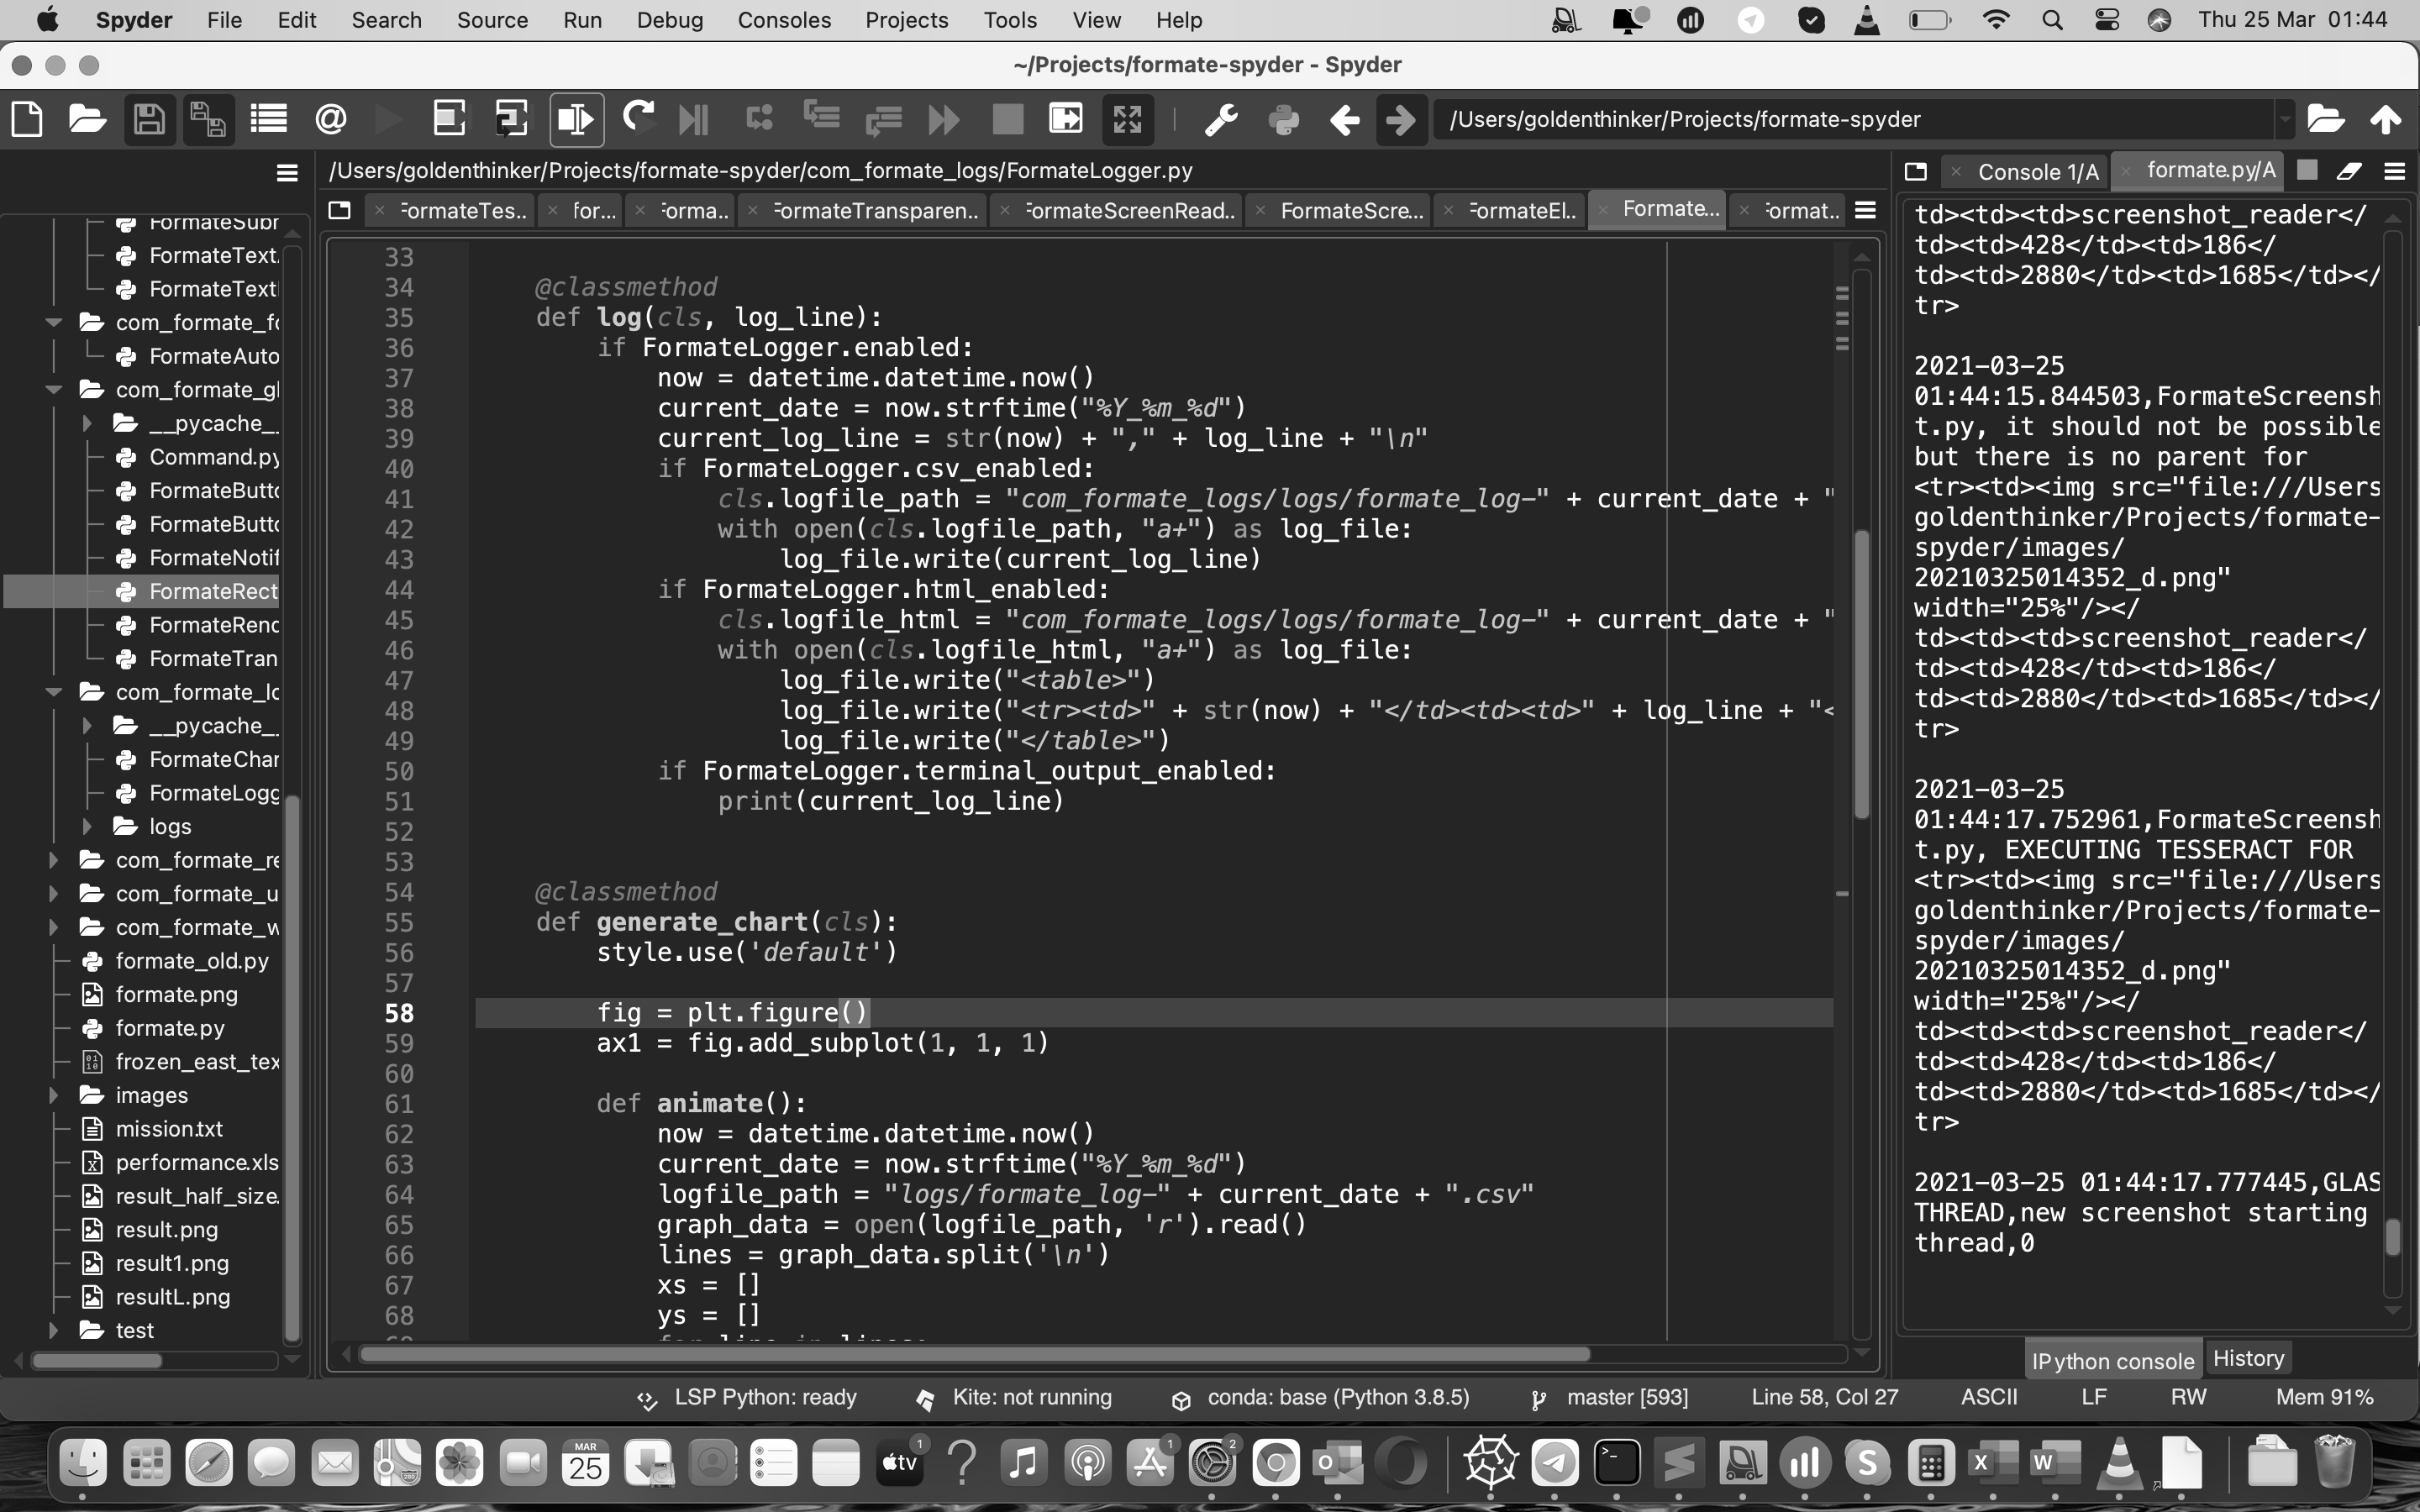 Spyder File Edit Search Source Run Debug Consoles Projects Tools View Help Thu 25 Mar 01:44
~/Projects/formate-spyder - Spyder
/Users/goldenthinker/Projects/formate-spyder
/Users/goldenthinker/Projects/formate-spyder/com_formate_logs/FormateLogger.py
Console 1/A formate.py/A
ormateTes.. for... orma.. ormateTransparen.. ormateScreenRead.. FormateScre... ormateEl.. Formate... ormat..
FormateSubr
FormateText.
FormateText
com_formate_fo
FormateAuto
com_formate_gl
__pycache__
Command.py
FormateButto
FormateButto
FormateNotif
FormateRect
FormateRend
FormateTran
com_formate_lo
__pycache__
FormateChar
FormateLogg
logs
com_formate_re
com_formate_u
com_formate_w
formate_old.py
formate.png
formate.py
frozen_east_tex
images
mission.txt
performance.xls
result_half_size.
result.png
result1.png
resultL.png
test
33
34 @classmethod
35 def log(cls, log_line):
36 if FormateLogger.enabled:
37 now = datetime.datetime.now()
38 current_date = now.strftime("%Y_%m_%d")
39 current_log_line = str(now) + "," + log_line + "\n"
40 if FormateLogger.csv_enabled:
41 cls.logfile_path = "com_formate_logs/logs/formate_log-" + current_date + "
42 with open(cls.logfile_path, "a+") as log_file:
43 log_file.write(current_log_line)
44 if FormateLogger.html_enabled:
45 cls.logfile_html = "com_formate_logs/logs/formate_log-" + current_date + "
46 with open(cls.logfile_html, "a+") as log_file:
47 log_file.write("<table>")
48 log_file.write("<tr><td>" + str(now) + "</td><td><td>" + log_line + "<
49 log_file.write("</table>")
50 if FormateLogger.terminal_output_enabled:
51 print(current_log_line)
52
53
54 @classmethod
55 def generate_chart(cls):
56 style.use('default')
57
58 fig = plt.figure()
59 ax1 = fig.add_subplot(1, 1, 1)
60
61 def animate():
62 now = datetime.datetime.now()
63 current_date = now.strftime("%Y_%m_%d")
64 logfile_path = "logs/formate_log-" + current_date + ".csv"
65 graph_data = open(logfile_path, 'r').read()
66 lines = graph_data.split('\n')
67 xs = []
68 ys = []
td><td><td>screenshot_reader</
td><td>428</td><td>186</
td><td>2880</td><td>1685</td></
tr>
2021-03-25
01:44:15.844503,FormateScreensh
t.py, it should not be possible
but there is no parent for
<tr><td><img src="file:///Users
goldenthinker/Projects/formate-
spyder/images/
20210325014352_d.png"
width="25%"/></
td><td><td>screenshot_reader</
td><td>428</td><td>186</
td><td>2880</td><td>1685</td></
tr>
2021-03-25
01:44:17.752961,FormateScreensh
t.py, EXECUTING TESSERACT FOR
<tr><td><img src="file:///Users
goldenthinker/Projects/formate-
spyder/images/
20210325014352_d.png"
width="25%"/></
td><td><td>screenshot_reader</
td><td>428</td><td>186</
td><td>2880</td><td>1685</td></
tr>
2021-03-25 01:44:17.777445,GLAS
THREAD,new screenshot starting
thread,0
IPython console History
LSP Python: ready Kite: not running conda: base (Python 3.8.5) master [593] Line 58, Col 27 ASCII LF RW Mem 91%
MAR
25
tv
1
1
2